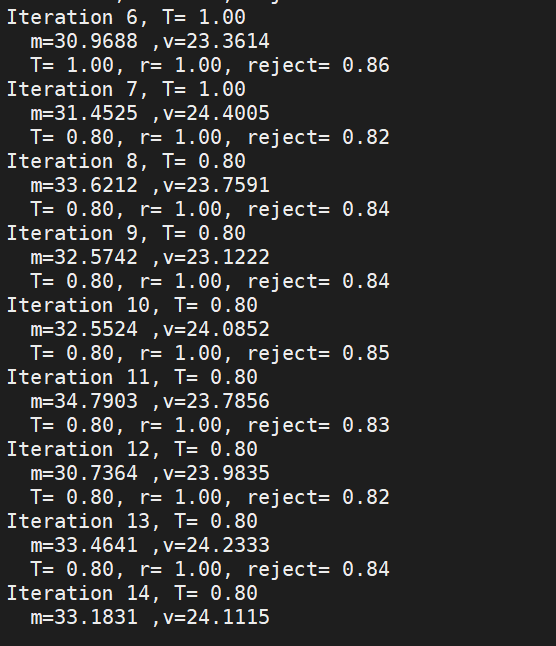 Iteration 6, T= 1.00
  m=30.9688 ,v=23.3614
  T= 1.00, r= 1.00, reject= 0.86
Iteration 7, T= 1.00
  m=31.4525 ,v=24.4005
  T= 0.80, r= 1.00, reject= 0.82
Iteration 8, T= 0.80
  m=33.6212 ,v=23.7591
  T= 0.80, r= 1.00, reject= 0.84
Iteration 9, T= 0.80
  m=32.5742 ,v=23.1222
  T= 0.80, r= 1.00, reject= 0.84
Iteration 10, T= 0.80
  m=32.5524 ,v=24.0852
  T= 0.80, r= 1.00, reject= 0.85
Iteration 11, T= 0.80
  m=34.7903 ,v=23.7856
  T= 0.80, r= 1.00, reject= 0.83
Iteration 12, T= 0.80
  m=30.7364 ,v=23.9835
  T= 0.80, r= 1.00, reject= 0.82
Iteration 13, T= 0.80
  m=33.4641 ,v=24.2333
  T= 0.80, r= 1.00, reject= 0.84
Iteration 14, T= 0.80
  m=33.1831 ,v=24.1115